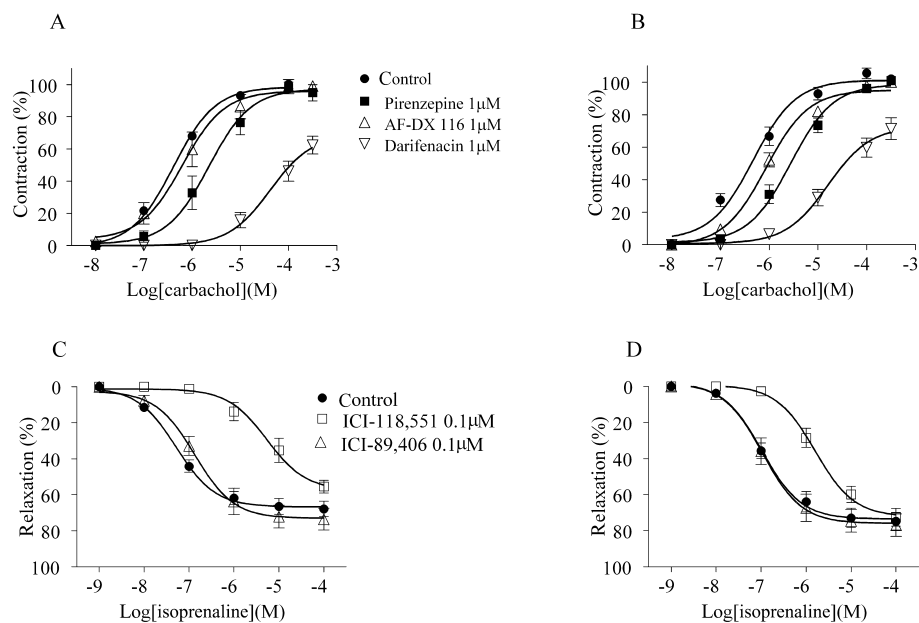 A
B
100
80
60
40
20
0
Contraction (%)
-8 -7 -6 -5 -4 -3
Log[carbachol](M)
Control
Pirenzepine 1μM
AF-DX 116 1μM
Darifenacin 1μM
100
80
60
40
20
0
Contraction (%)
-8 -7 -6 -5 -4 -3
Log[carbachol](M)
C
D
0
20
40
60
80
100
Relaxation (%)
-9 -8 -7 -6 -5 -4
Log[isoprenaline](M)
Control
ICI-118,551 0.1μM
ICI-89,406 0.1μM
0
20
40
60
80
100
Relaxation (%)
-9 -8 -7 -6 -5 -4
Log[isoprenaline](M)